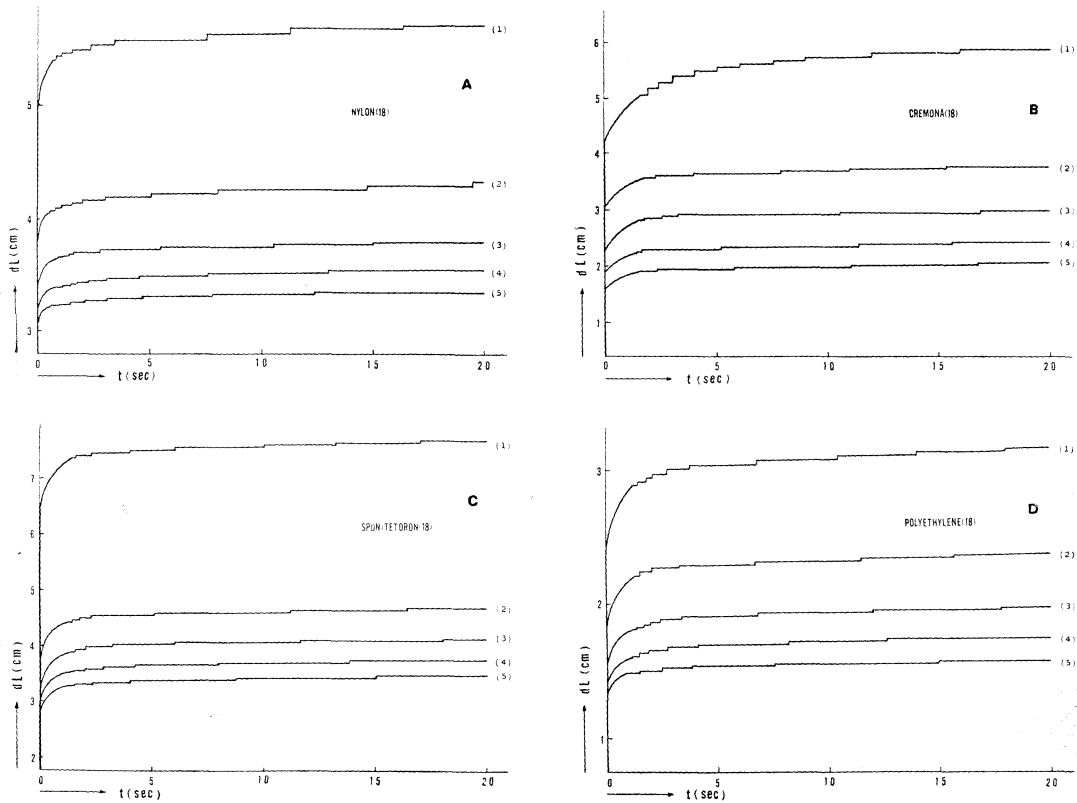 (1)
A
5
NYLON(18)
(2)
4
(3)
(4)
(5)
3
dL(cm)
0 5 10 15 20
t(sec)
6
(1)
5
B
CREMONA(18)
4
(2)
3
(3)
(4)
2
(5)
1
dL(cm)
0 5 10 15 20
t(sec)
(1)
7
C
SPUN(TETORON-18)
6
5
(2)
4
(3)
(4)
(5)
3
2
dL(cm)
0 5 10 15 20
t(sec)
(1)
3
D
POLYETHYLENE(18)
(2)
2
(3)
(4)
(5)
1
dL(cm)
0 5 10 15 20
t(sec)